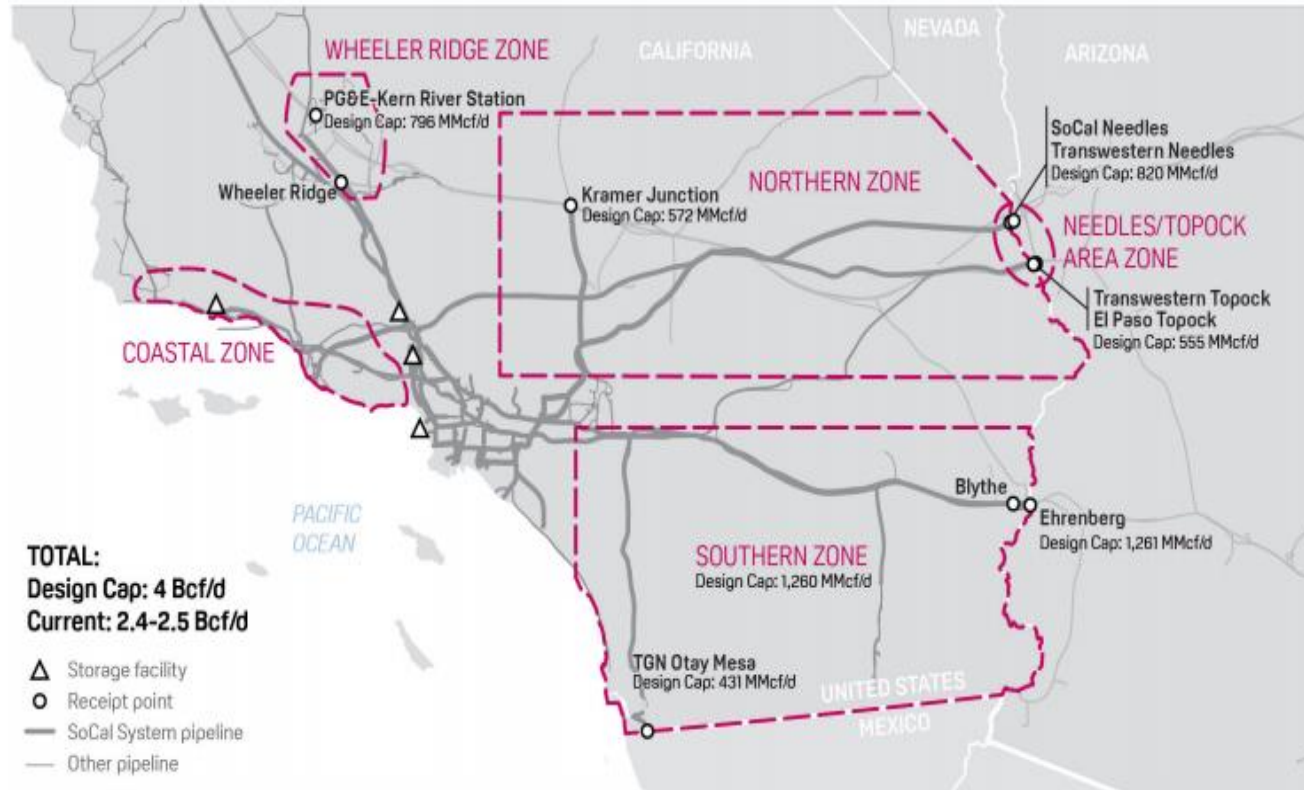 NEVADA
CALIFORNIA
ARIZONA
WHEELER RIDGE ZONE
PG&E-Kern River Station
Design Cap: 796 MMcf/d
Wheeler Ridge
Kramer Junction
Design Cap: 572 MMcf/d
NORTHERN ZONE
SoCal Needles
Transwestern Needles
Design Cap: 820 MMcf/d
NEEDLES/TOPOCK
AREA ZONE
Transwestern Topock
El Paso Topock
Design Cap: 555 MMcf/d
COASTAL ZONE
Blythe
Ehrenberg
Design Cap: 1,261 MMcf/d
PACIFIC
OCEAN
SOUTHERN ZONE
Design Cap: 1,260 MMcf/d
TGN Otay Mesa
Design Cap: 431 MMcf/d
UNITED STATES
MEXICO
TOTAL:
Design Cap: 4 Bcf/d
Current: 2.4-2.5 Bcf/d
Storage facility
Receipt point
SoCal System pipeline
Other pipeline